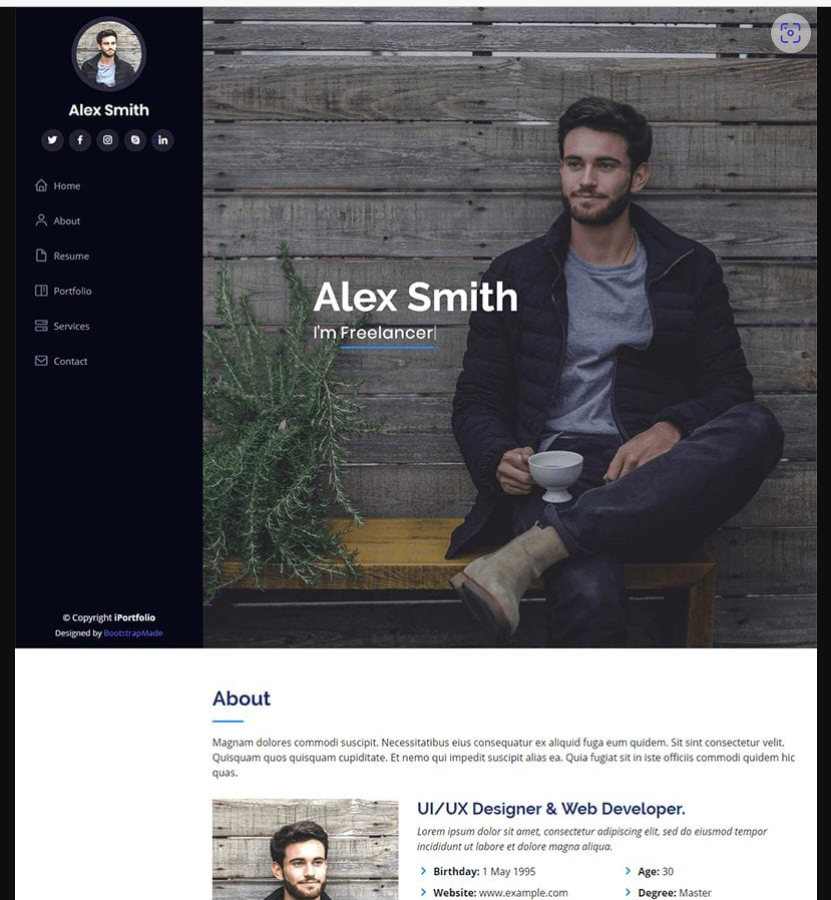 Alex Smith
Home
About
Resume
Portfolio
Services
Contact
© Copyright iPortfolio
Designed by BootstrapMade
Alex Smith
I'm Freelancer
About
Magnam dolores commodi suscipit. Necessitatibus eius consequatur ex aliquid fuga eum quidem. Sit sint consectetur velit.
Quisquam quos quisquam cupiditate. Et nemo qui impedit suscipit alias ea. Quia fugiat sit in iste officiis commodi quidem hic
quas.
UI/UX Designer & Web Developer.
Lorem ipsum dolor sit amet, consectetur adipiscing elit, sed do eiusmod tempor
incididunt ut labore et dolore magna aliqua.
Birthday: 1 May 1995
Age: 30
Website: www.example.com
Degree: Master